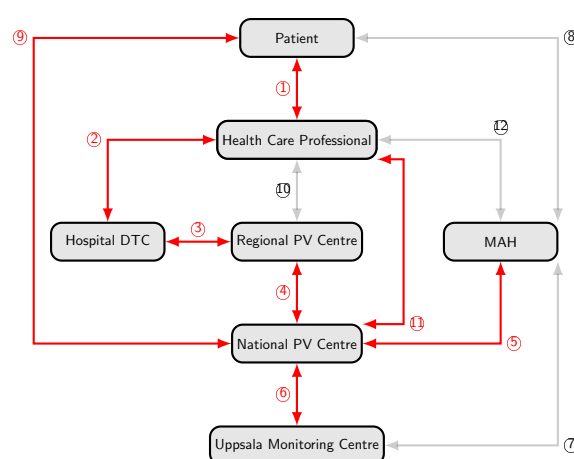 9
Patient
8
1
12
2
Health Care Professional
10
3
Hospital DTC
Regional PV Centre
MAH
4
11
National PV Centre
5
6
Uppsala Monitoring Centre
7